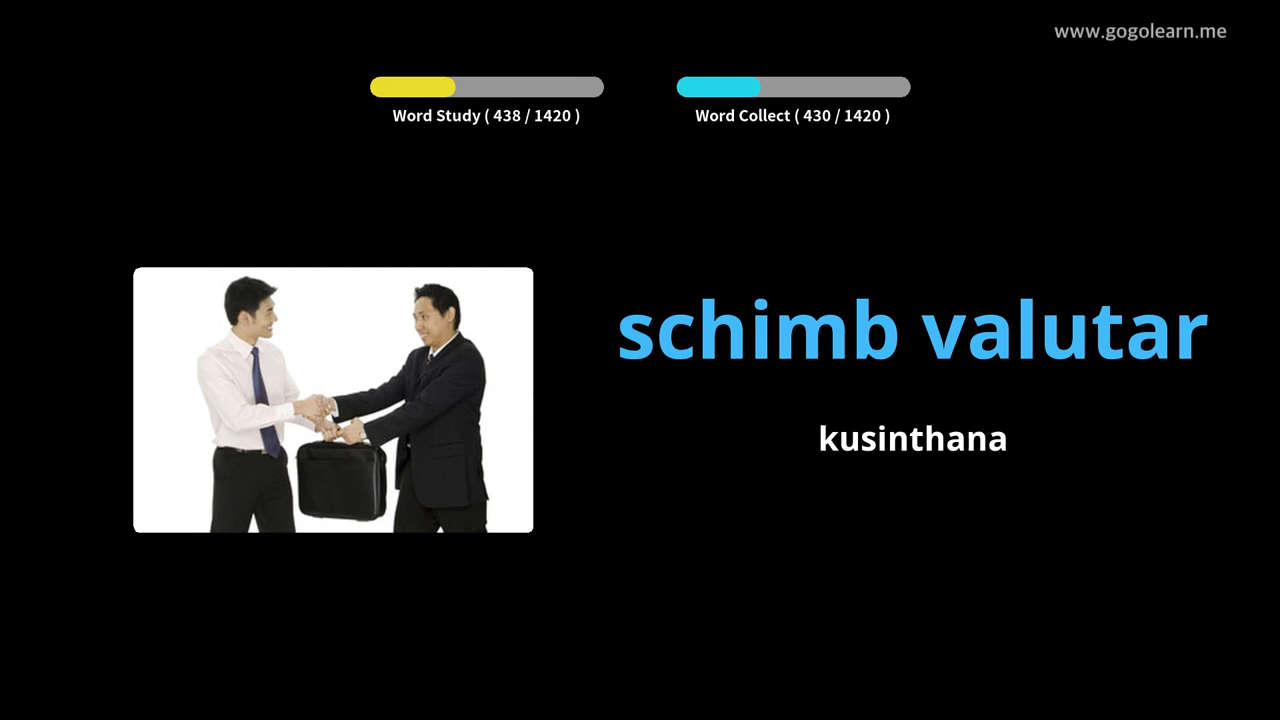 www.gogolearn.me
Word Study ( 438 / 1420 )
Word Collect ( 430 / 1420 )
schimb valutar
kusinthana